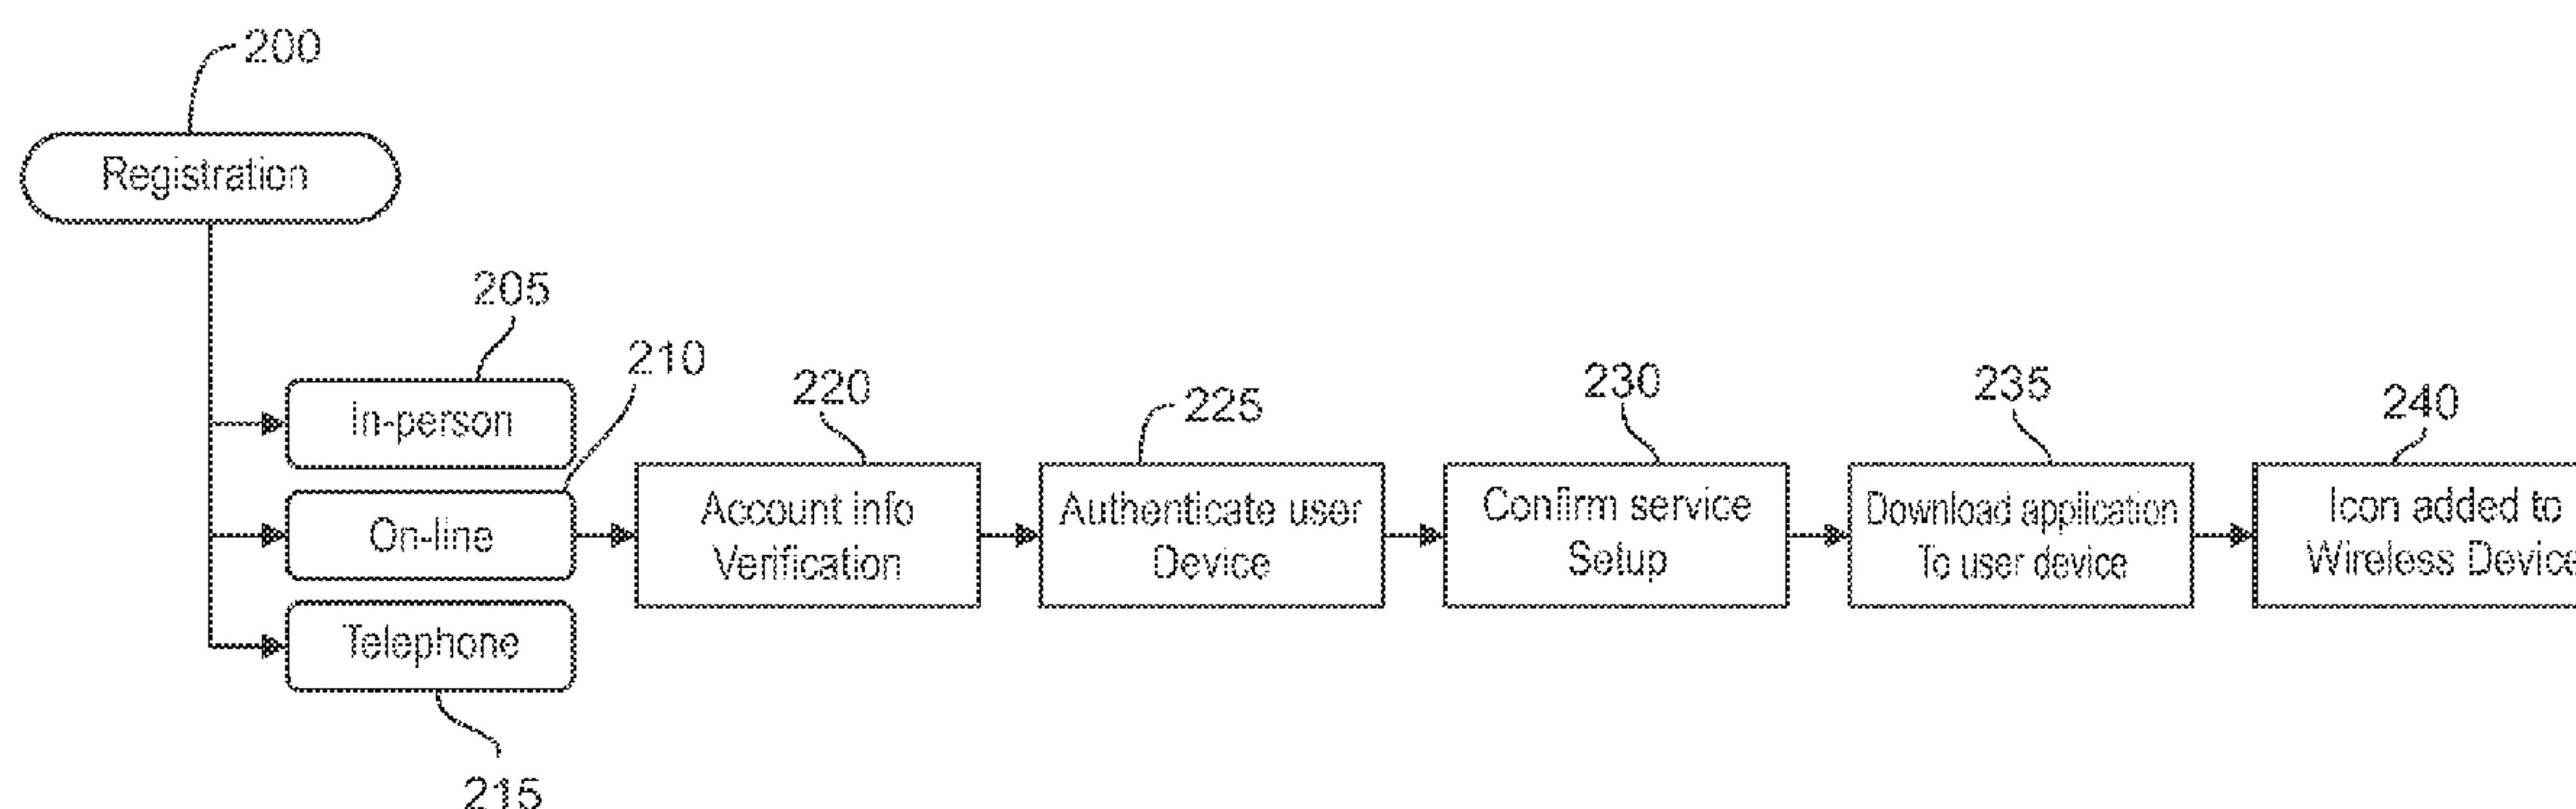 200
Registration
205
In-person
210
On-line
Telephone
215
220
Account info
Verification
225
Authenticate user
Device
230
Confirm service
Setup
235
Download application
To user device
240
Icon added to
Wireless Device